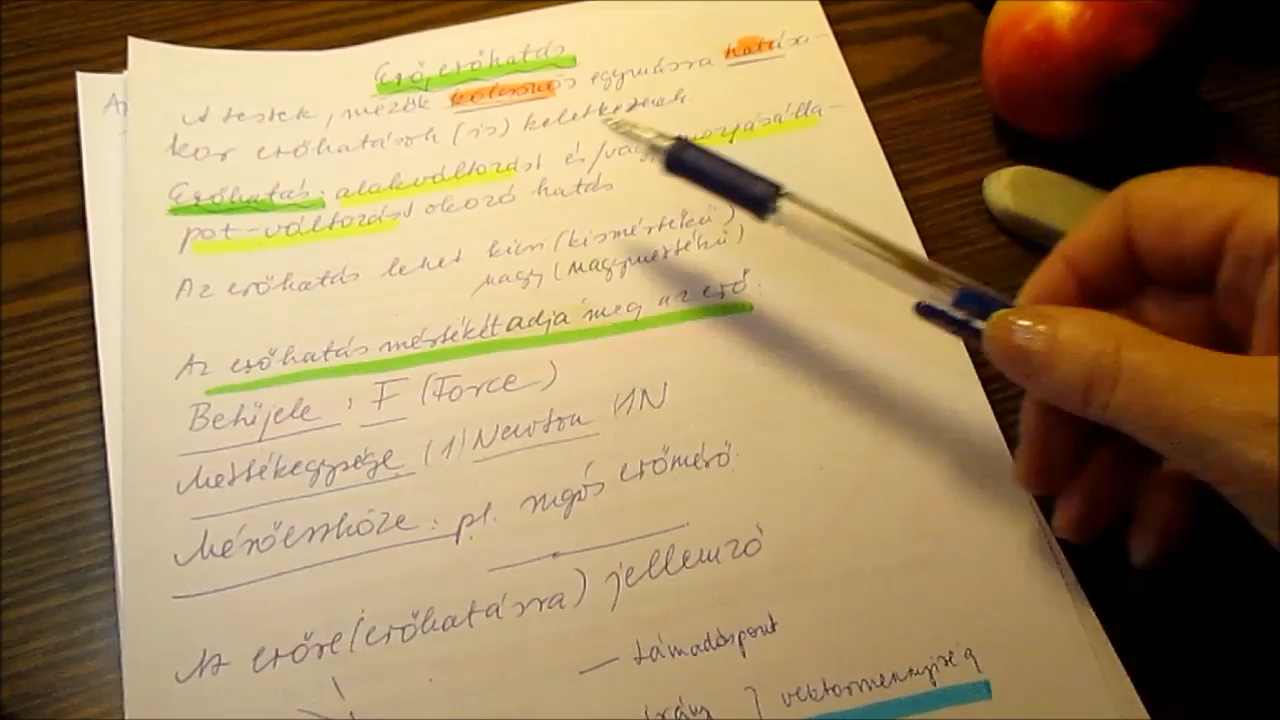 Erő, erőhatás
A testek, mezők kölcsönös egymásra hatása-
kor erőhatások (is) keletkeznek
Erőhatás: alakváltozást és/vagy mozgásálla-
pot-változást okozó hatás
Az erőhatás lehet kicsi (kismértékű)
nagy (nagymértékű)
Az erőhatás mértékét adja meg az erő.
Betűjele: F (Force)
Mértékegysége (1) Newton 1N
Mérőeszköze: pl. rugós erőmérő.
Az erőre (erőhatásra) jellemző
támadáspont
irány } vektormennyiség